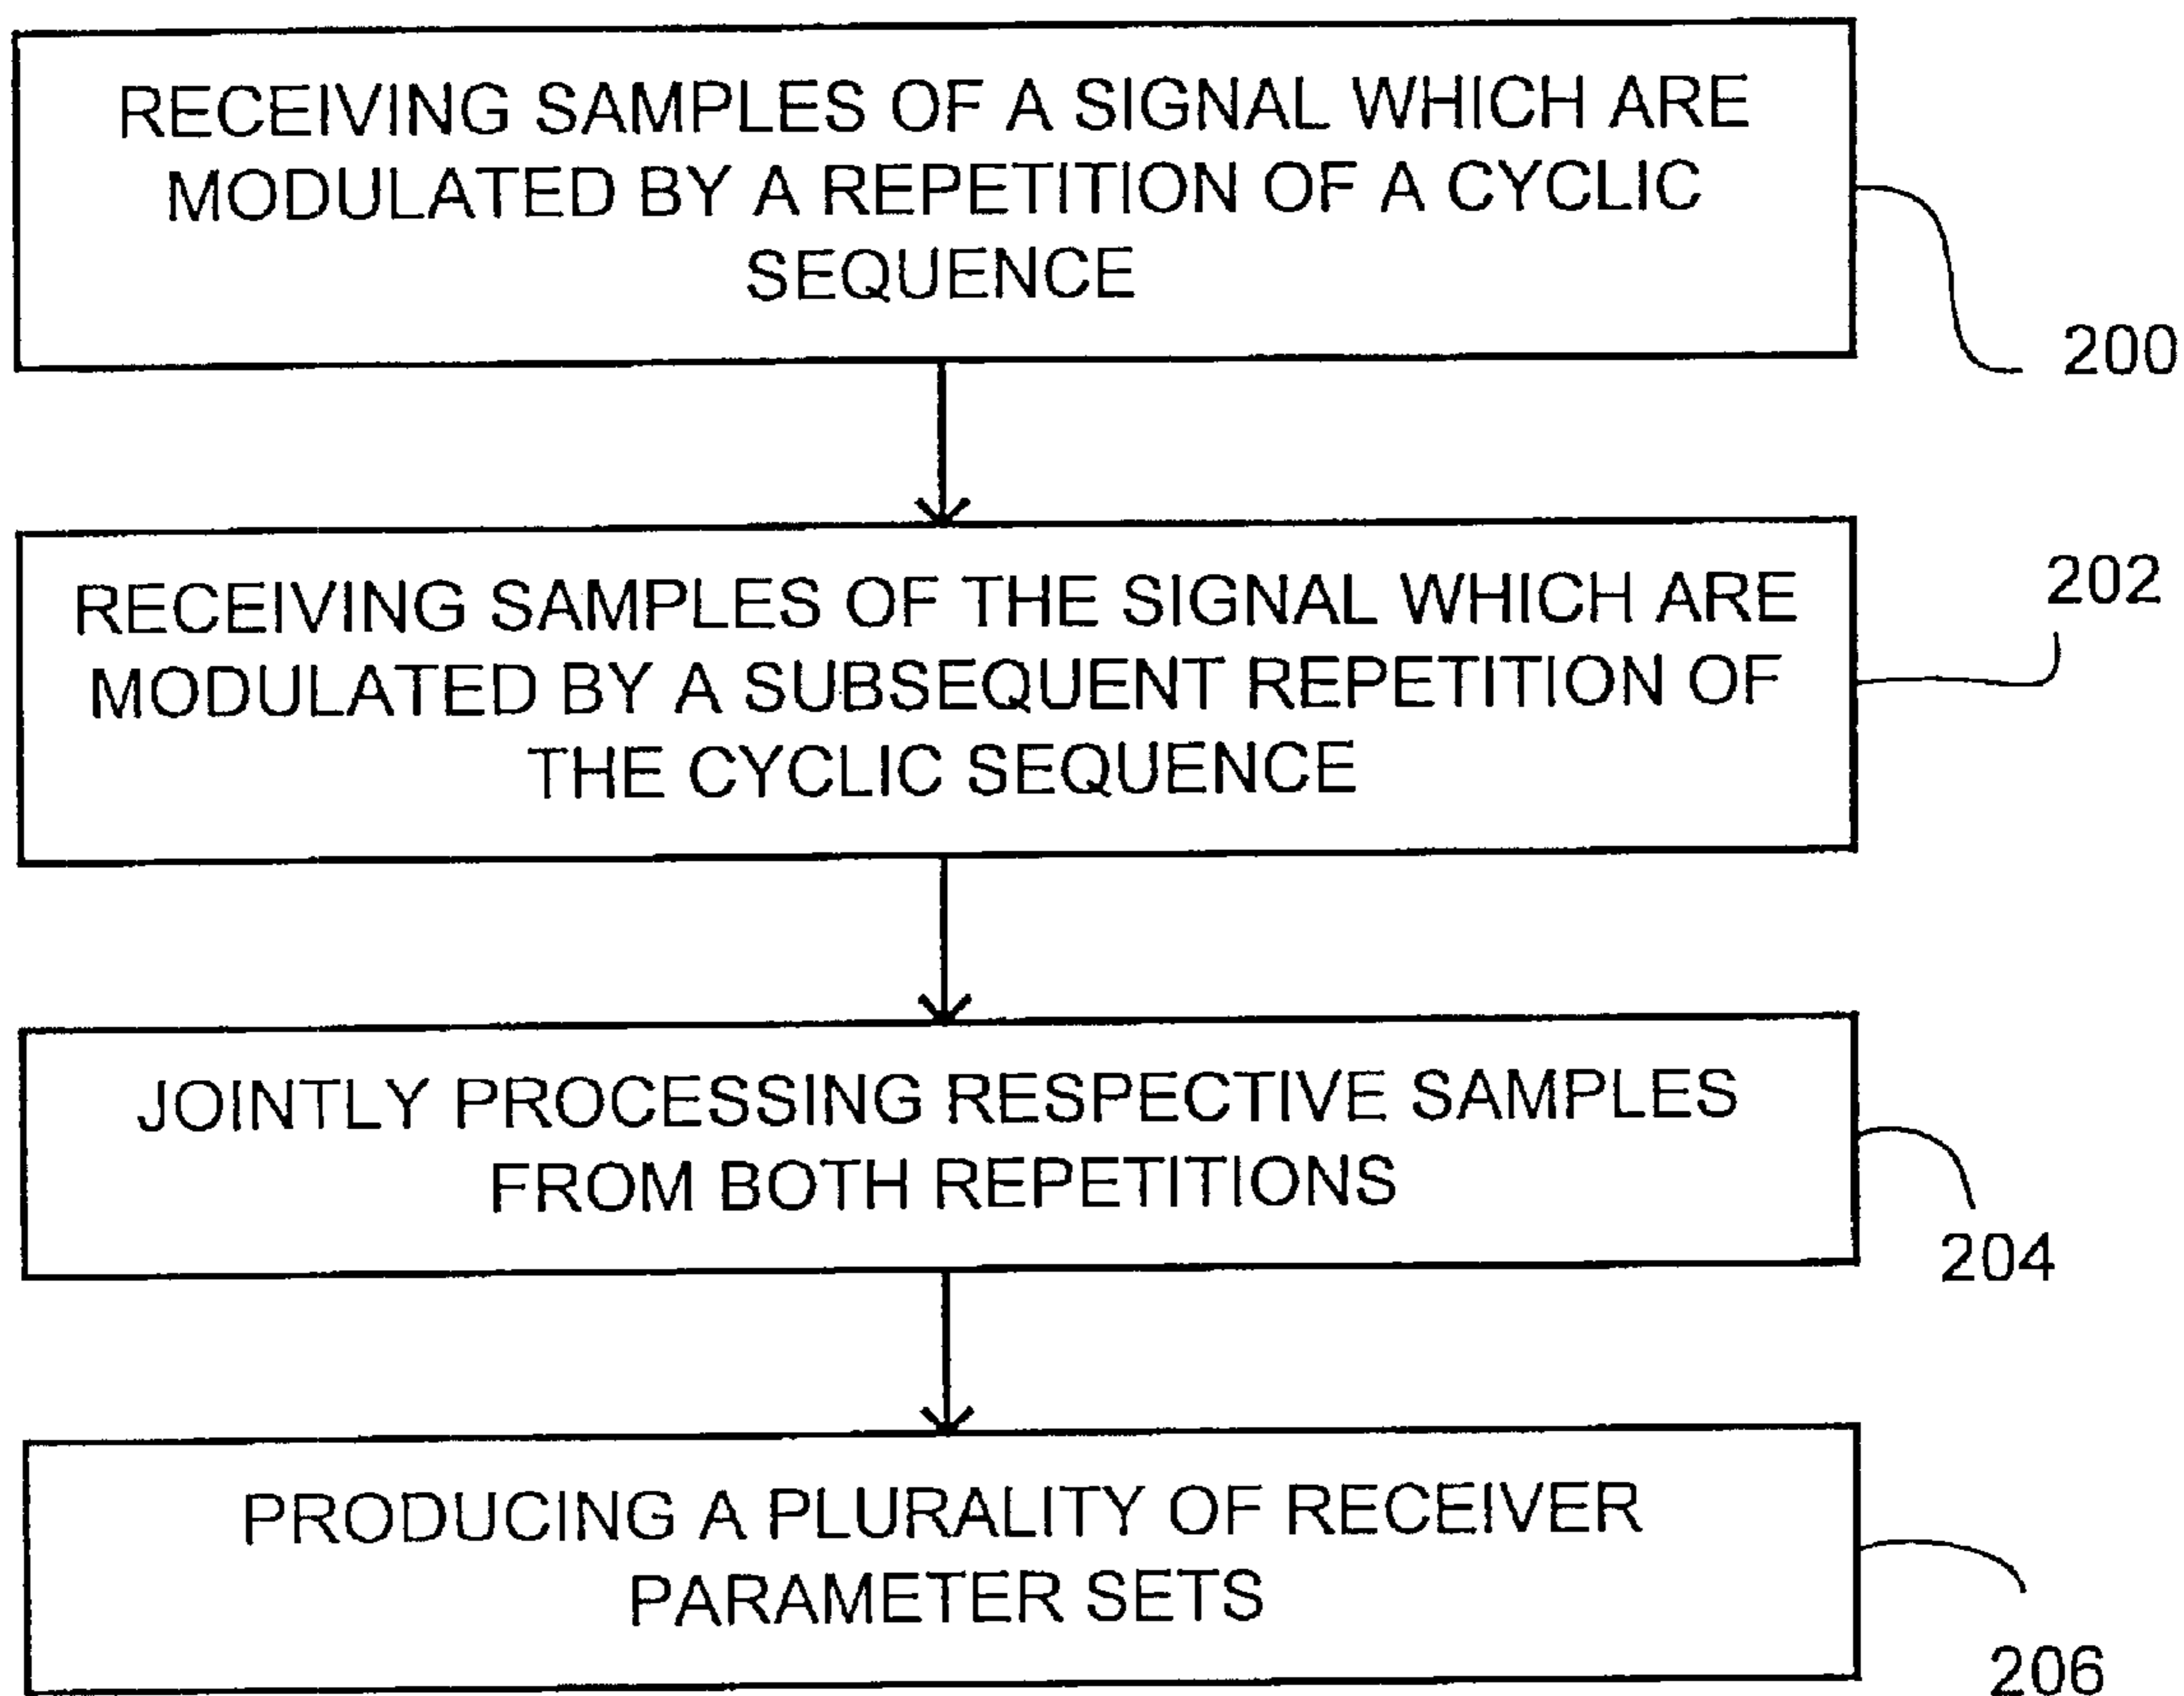 RECEIVING SAMPLES OF A SIGNAL WHICH ARE
MODULATED BY A REPETITION OF A CYCLIC
SEQUENCE
200
RECEIVING SAMPLES OF THE SIGNAL WHICH ARE
MODULATED BY A SUBSEQUENT REPETITION OF
THE CYCLIC SEQUENCE
202
JOINTLY PROCESSING RESPECTIVE SAMPLES
FROM BOTH REPETITIONS
204
PRODUCING A PLURALITY OF RECEIVER
PARAMETER SETS
206